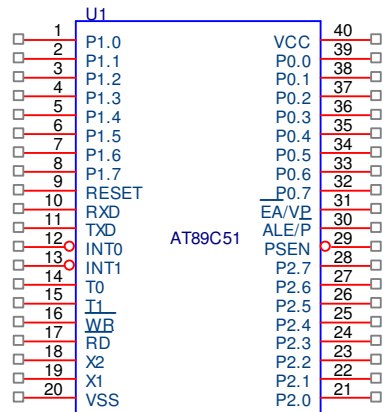 U1
1 P1.0 VCC 40
2 P1.1 P0.0 39
3 P1.2 P0.1 38
4 P1.3 P0.2 37
5 P1.4 P0.3 36
6 P1.5 P0.4 35
7 P1.6 P0.5 34
8 P1.7 P0.6 33
9 RESET P0.7 32
10 RXD EA/VP 31
11 TXD ALE/P 30
12 INT0 AT89C51 PSEN 29
13 INT1 P2.7 28
14 T0 P2.6 27
15 T1 P2.5 26
16 WR P2.4 25
17 RD P2.3 24
18 X2 P2.2 23
19 X1 P2.1 22
20 VSS P2.0 21